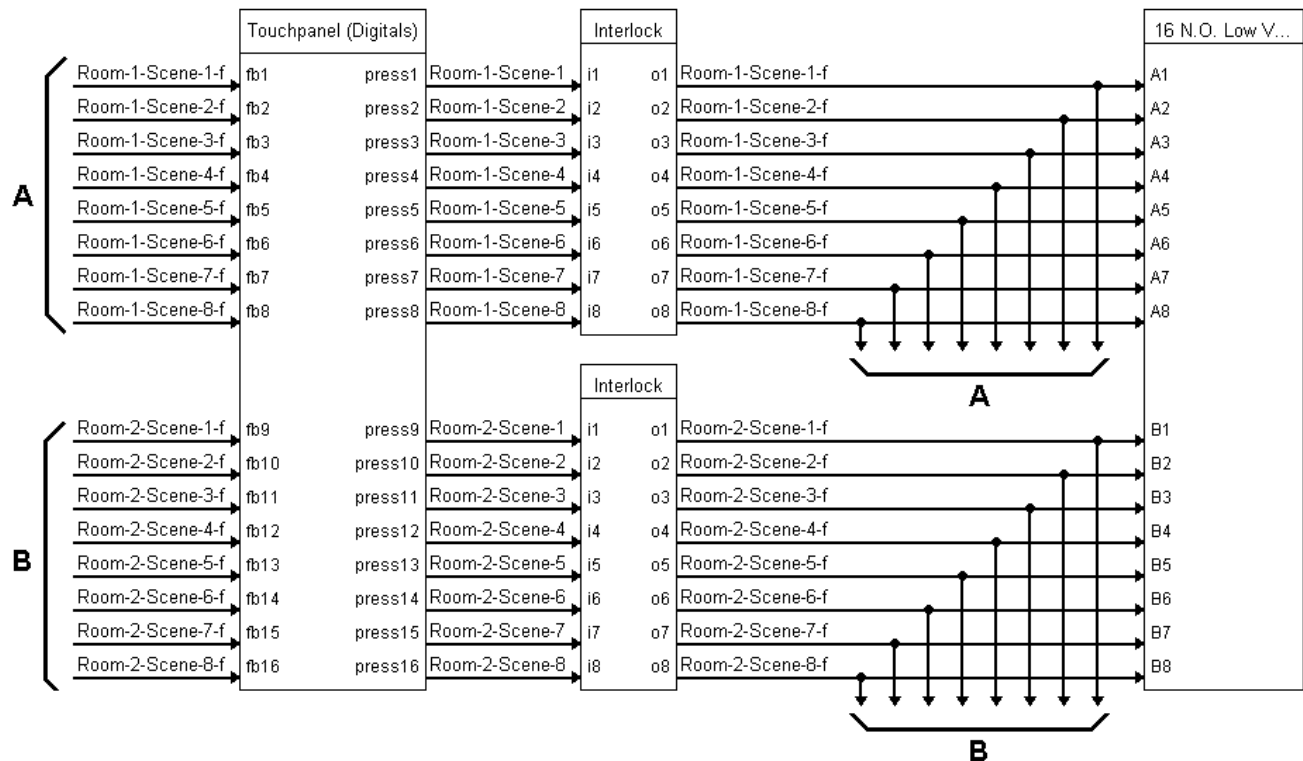 Touchpanel (Digitals) Interlock 16 N.O. Low V...
Room-1-Scene-1-f fb1 press1 Room-1-Scene-1 i1 o1 Room-1-Scene-1-f A1
Room-1-Scene-2-f fb2 press2 Room-1-Scene-2 i2 o2 Room-1-Scene-2-f A2
Room-1-Scene-3-f fb3 press3 Room-1-Scene-3 i3 o3 Room-1-Scene-3-f A3
Room-1-Scene-4-f fb4 press4 Room-1-Scene-4 i4 o4 Room-1-Scene-4-f A4
A
Room-1-Scene-5-f fb5 press5 Room-1-Scene-5 i5 o5 Room-1-Scene-5-f A5
Room-1-Scene-6-f fb6 press6 Room-1-Scene-6 i6 o6 Room-1-Scene-6-f A6
Room-1-Scene-7-f fb7 press7 Room-1-Scene-7 i7 o7 Room-1-Scene-7-f A7
Room-1-Scene-8-f fb8 press8 Room-1-Scene-8 i8 o8 Room-1-Scene-8-f A8
A
Interlock
Room-2-Scene-1-f fb9 press9 Room-2-Scene-1 i1 o1 Room-2-Scene-1-f B1
Room-2-Scene-2-f fb10 press10 Room-2-Scene-2 i2 o2 Room-2-Scene-2-f B2
Room-2-Scene-3-f fb11 press11 Room-2-Scene-3 i3 o3 Room-2-Scene-3-f B3
Room-2-Scene-4-f fb12 press12 Room-2-Scene-4 i4 o4 Room-2-Scene-4-f B4
B
Room-2-Scene-5-f fb13 press13 Room-2-Scene-5 i5 o5 Room-2-Scene-5-f B5
Room-2-Scene-6-f fb14 press14 Room-2-Scene-6 i6 o6 Room-2-Scene-6-f B6
Room-2-Scene-7-f fb15 press15 Room-2-Scene-7 i7 o7 Room-2-Scene-7-f B7
Room-2-Scene-8-f fb16 press16 Room-2-Scene-8 i8 o8 Room-2-Scene-8-f B8
B